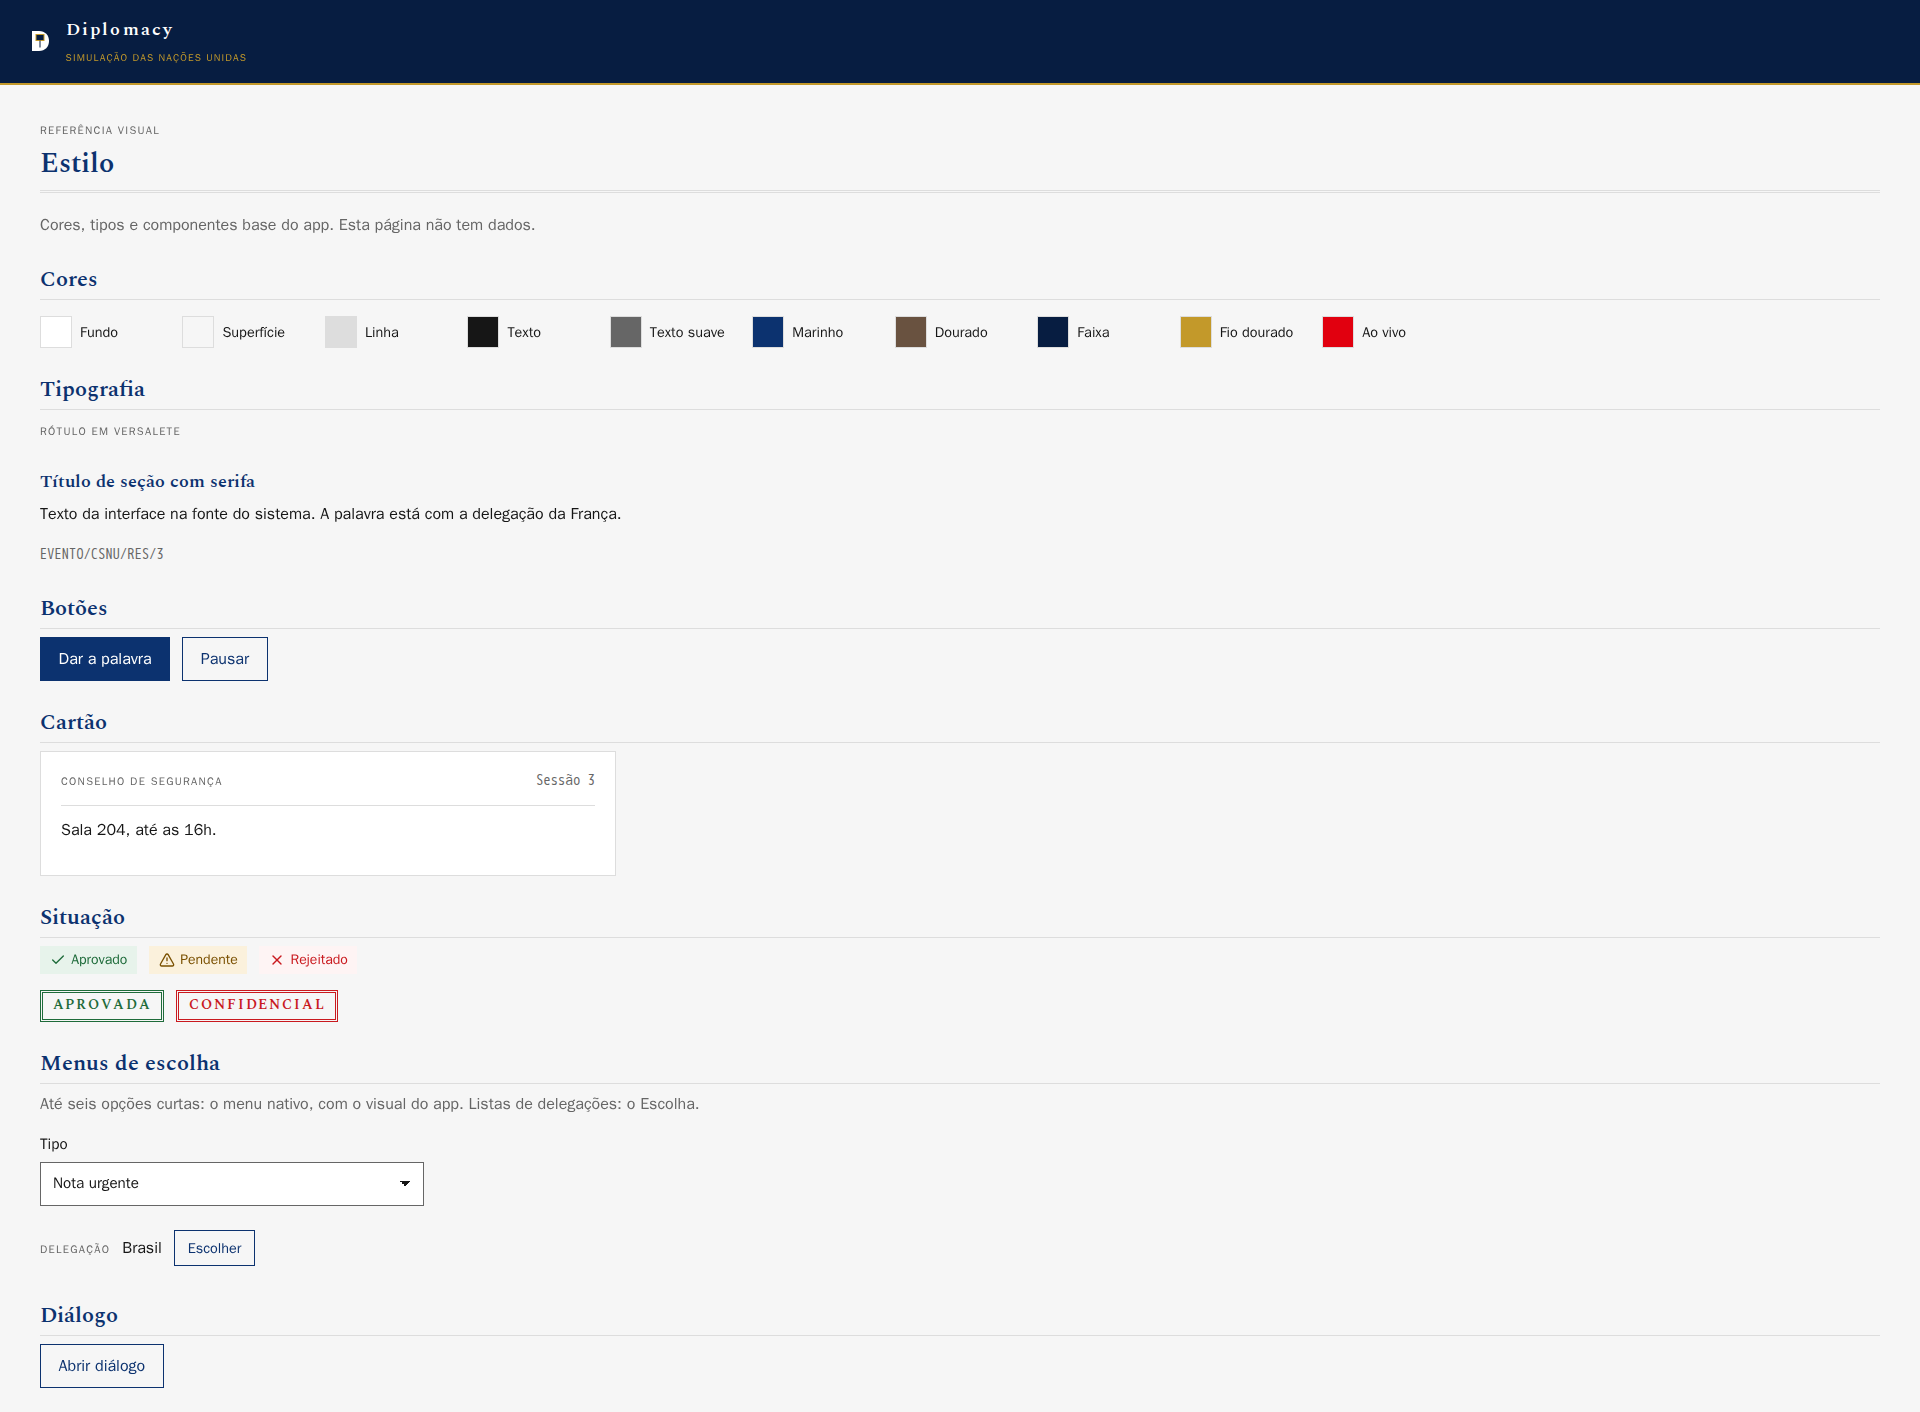 Diplomacy
SIMULAÇÃO DAS NAÇÕES UNIDAS
REFERÊNCIA VISUAL
Estilo
Cores, tipos e componentes base do app. Esta página não tem dados.
Cores
Fundo
Superfície
Linha
Texto
Texto suave
Marinho
Dourado
Faixa
Fio dourado
Ao vivo
Tipografia
RÓTULO EM VERSALETE
Título de seção com serifa
Texto da interface na fonte do sistema. A palavra está com a delegação da França.
EVENTO/CSNU/RES/3
Botões
Dar a palavra
Pausar
Cartão
CONSELHO DE SEGURANÇA
Sessão 3
Sala 204, até as 16h.
Situação
Aprovado
Pendente
Rejeitado
APROVADA
CONFIDENCIAL
Menus de escolha
Até seis opções curtas: o menu nativo, com o visual do app. Listas de delegações: o Escolha.
Tipo
Nota urgente
DELEGAÇÃO
Brasil
Escolher
Diálogo
Abrir diálogo